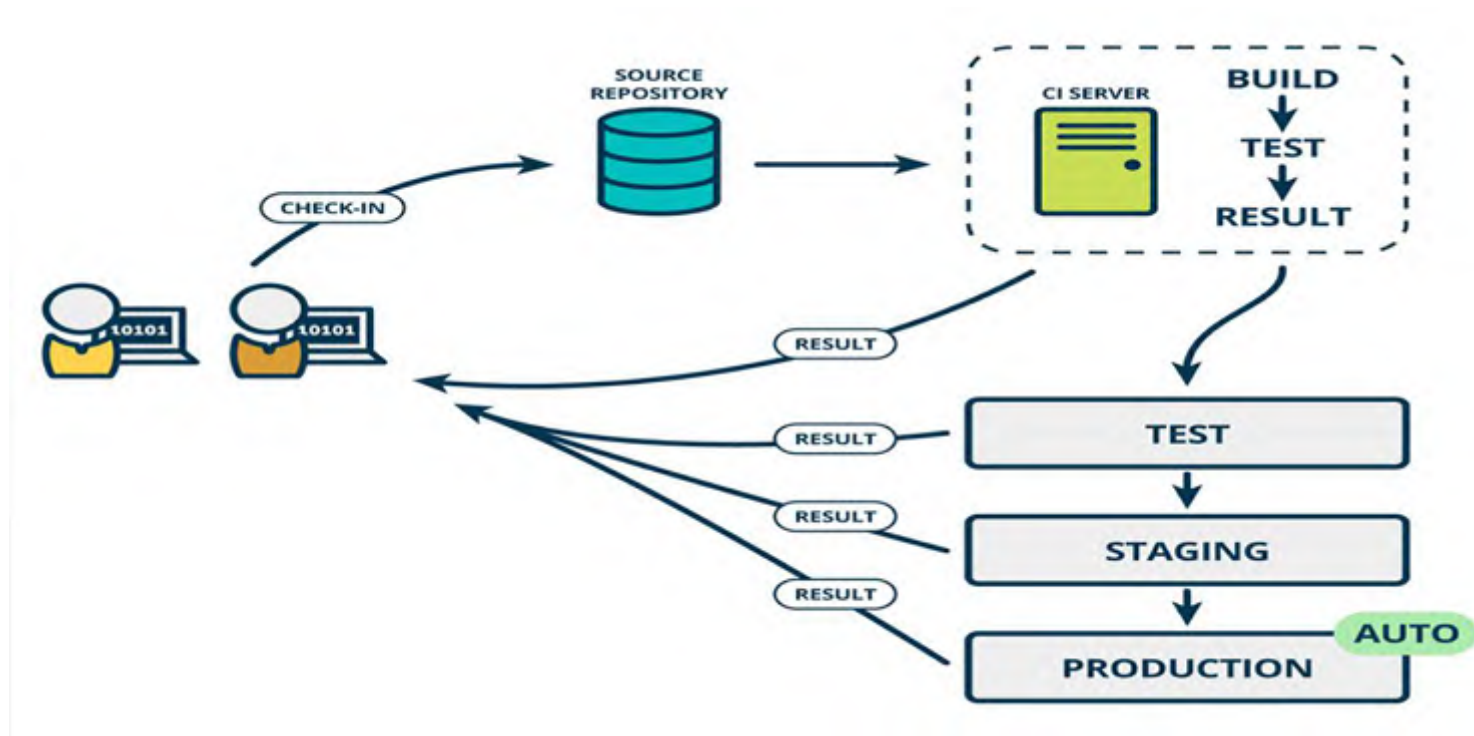 SOURCE
REPOSITORY
CI SERVER
BUILD
TEST
RESULT
CHECK-IN
10101
10101
RESULT
RESULT
RESULT
RESULT
TEST
STAGING
AUTO
PRODUCTION